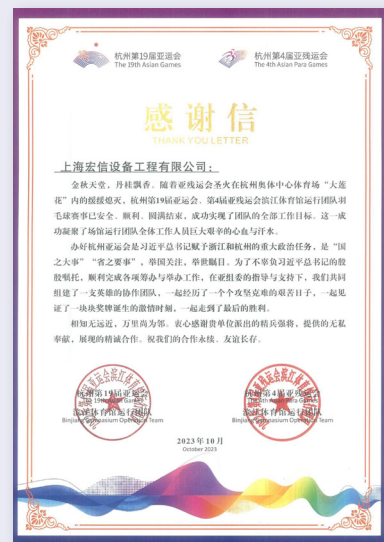 杭州第19届亚运会
The 19th Asian Games
杭州第4届亚残运会
The 4th Asian Para Games
感谢信
THANK YOU LETTER
上海宏信设备工程有限公司：
金秋天堂，丹桂飘香。随着亚残运会圣火在杭州奥体中心体育场“大莲
花”内的缓缓熄灭，杭州第19届亚运会、第4届亚残运会滨江体育馆运行团队羽
毛球赛事已安全、顺利、圆满结束，成功实现了团队的全部工作目标。这一成
功凝聚了场馆运行团队全体工作人员巨大艰辛的心血与汗水。
办好杭州亚运会是习近平总书记赋予浙江和杭州的重大政治任务，是“国
之大事”“省之要事”，举国关注，举世瞩目。为了不辜负习近平总书记的殷
殷嘱托，顺利完成各项筹办与举办工作，在亚组委的指导与支持下，我们共同
组建了一支英雄的协作团队，一起经历了一个个攻坚克难的艰苦日子，一起见
证了一块块奖牌诞生的激情时刻，一起走到了最后的胜利。
相知无远近，万里尚为邻。衷心感谢贵单位派出的精兵强将，提供的无私
奉献，展现的精诚合作。祝我们的合作永续、友谊长存。
杭州第19届亚运会
The 19th Asian Games
滨江体育馆运行团队
Binjiang Gymnasium Operation Team
杭州第4届亚残运会
The 4th Asian Para Games
滨江体育馆运行团队
Binjiang Gymnasium Operation Team
2023年10月
October 2023